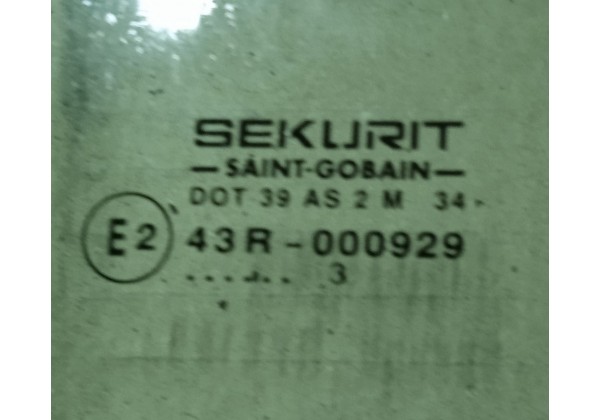 SEKURIT
—SAINT-GOBAIN—
DOT 39 AS 2 M 34
E2 43R-000929
3